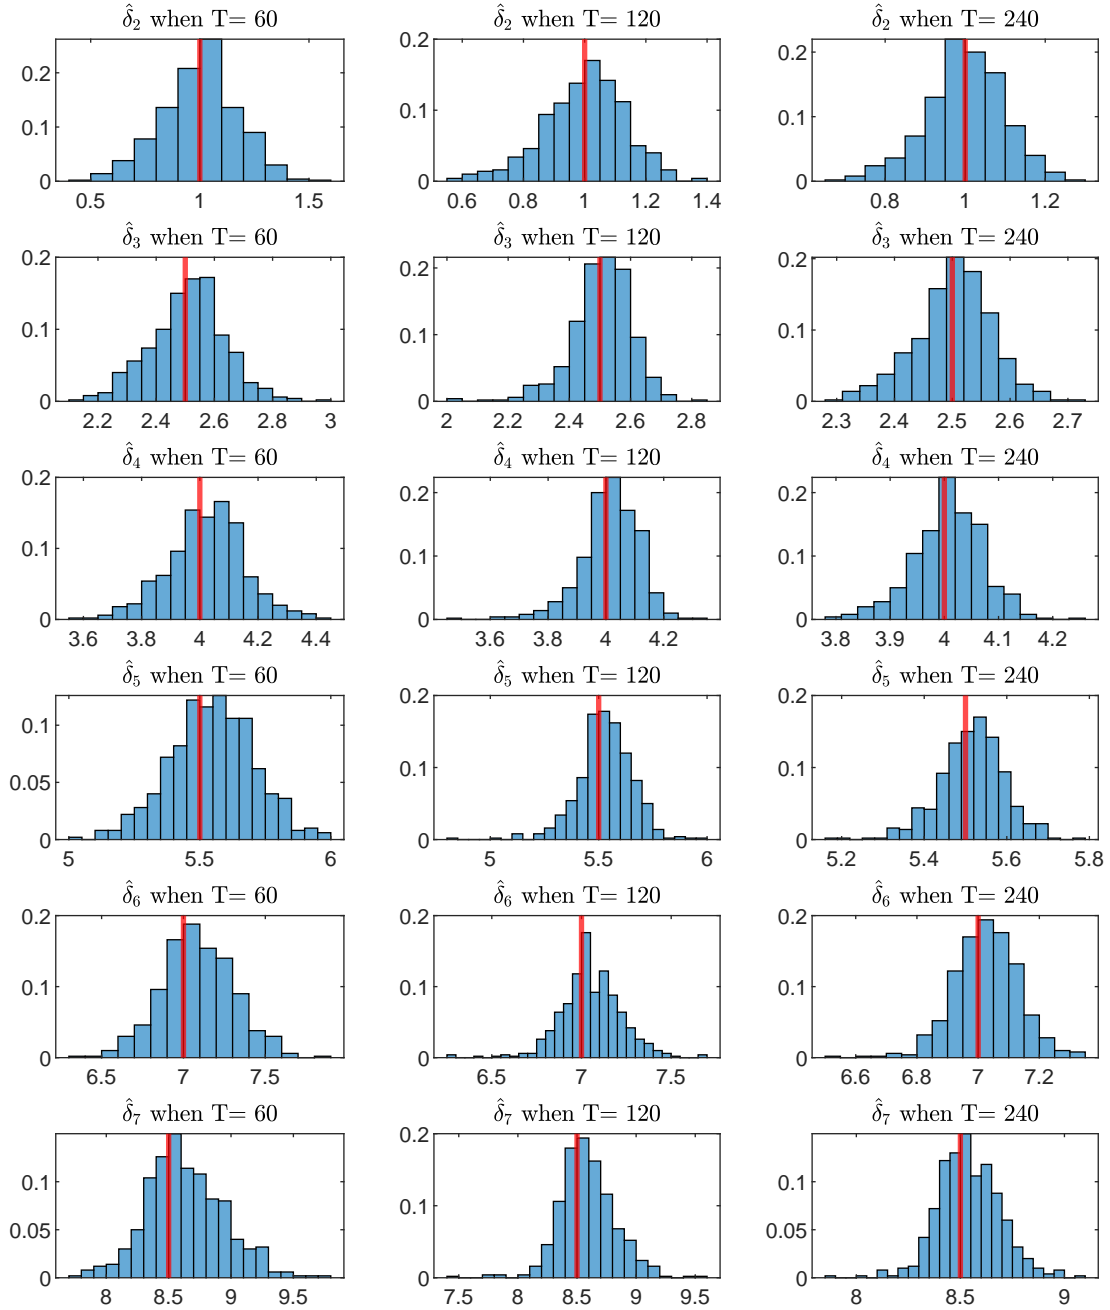 δ̂₂ when T= 60
δ̂₂ when T= 120
δ̂₂ when T= 240
0.2
0.1
0
0.5 1 1.5
0.2
0.1
0
0.6 0.8 1 1.2 1.4
0.2
0.1
0
0.8 1 1.2
δ̂₃ when T= 60
δ̂₃ when T= 120
δ̂₃ when T= 240
0.2
0.1
0
2.2 2.4 2.6 2.8 3
0.2
0.1
0
2 2.2 2.4 2.6 2.8
0.2
0.1
0
2.3 2.4 2.5 2.6 2.7
δ̂₄ when T= 60
δ̂₄ when T= 120
δ̂₄ when T= 240
0.2
0.1
0
3.6 3.8 4 4.2 4.4
0.2
0.1
0
3.6 3.8 4 4.2
0.2
0.1
0
3.8 3.9 4 4.1 4.2
δ̂₅ when T= 60
δ̂₅ when T= 120
δ̂₅ when T= 240
0.1
0.05
0
5 5.5 6
0.2
0.1
0
5 5.5 6
0.2
0.1
0
5.2 5.4 5.6 5.8
δ̂₆ when T= 60
δ̂₆ when T= 120
δ̂₆ when T= 240
0.2
0.1
0
6.5 7 7.5
0.2
0.1
0
6.5 7 7.5
0.2
0.1
0
6.6 6.8 7 7.2
δ̂₇ when T= 60
δ̂₇ when T= 120
δ̂₇ when T= 240
0.1
0.05
0
8 8.5 9 9.5
0.2
0.1
0
7.5 8 8.5 9 9.5
0.1
0.05
0
8 8.5 9